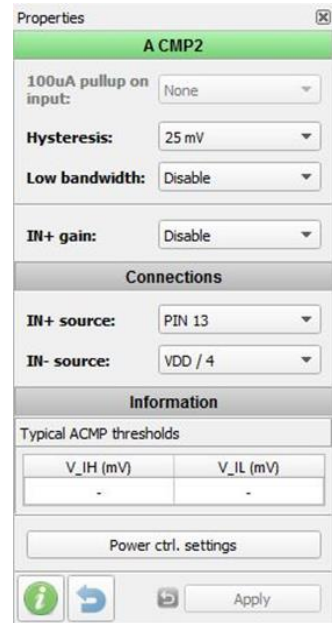 Properties
A CMP2
100uA pullup on
input:
None
Hysteresis:
25 mV
Low bandwidth:
Disable
IN+ gain:
Disable
Connections
IN+ source:
PIN 13
IN- source:
VDD / 4
Information
Typical ACMP thresholds
V_IH (mV)
V_IL (mV)
-
-
Power ctrl. settings
Apply